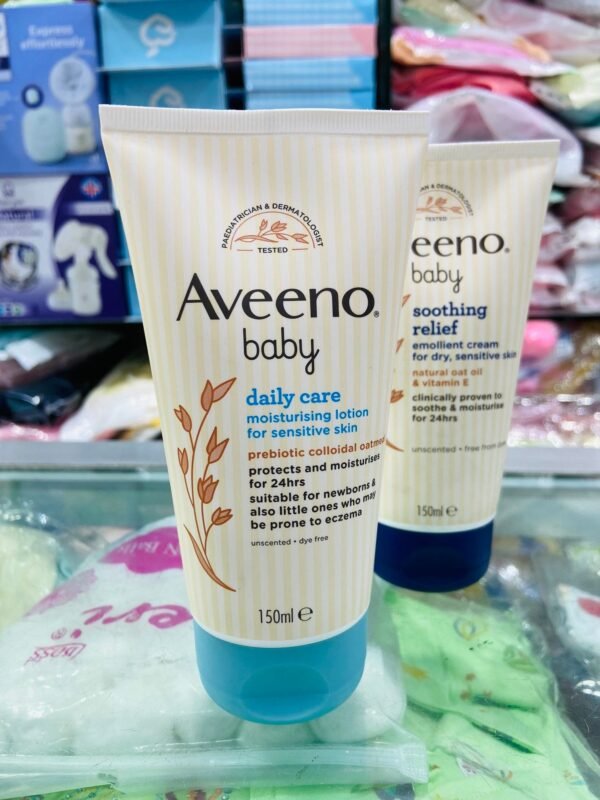 Express
effortlessly
PAEDIATRICIAN & DERMATOLOGIST
TESTED
Aveeno®
baby
daily care
moisturising lotion
for sensitive skin
prebiotic colloidal oatmeal
protects and moisturises
for 24hrs
suitable for newborns &
also little ones who may
be prone to eczema
unscented • dye free
150ml e
& DERMATOLOGIST
TESTED
eeno®
baby
soothing
relief
emollient cream
for dry, sensitive skin
natural oat oil
& vitamin E
clinically proven to
soothe & moisturise
for 24hrs
unscented • free from
150ml e